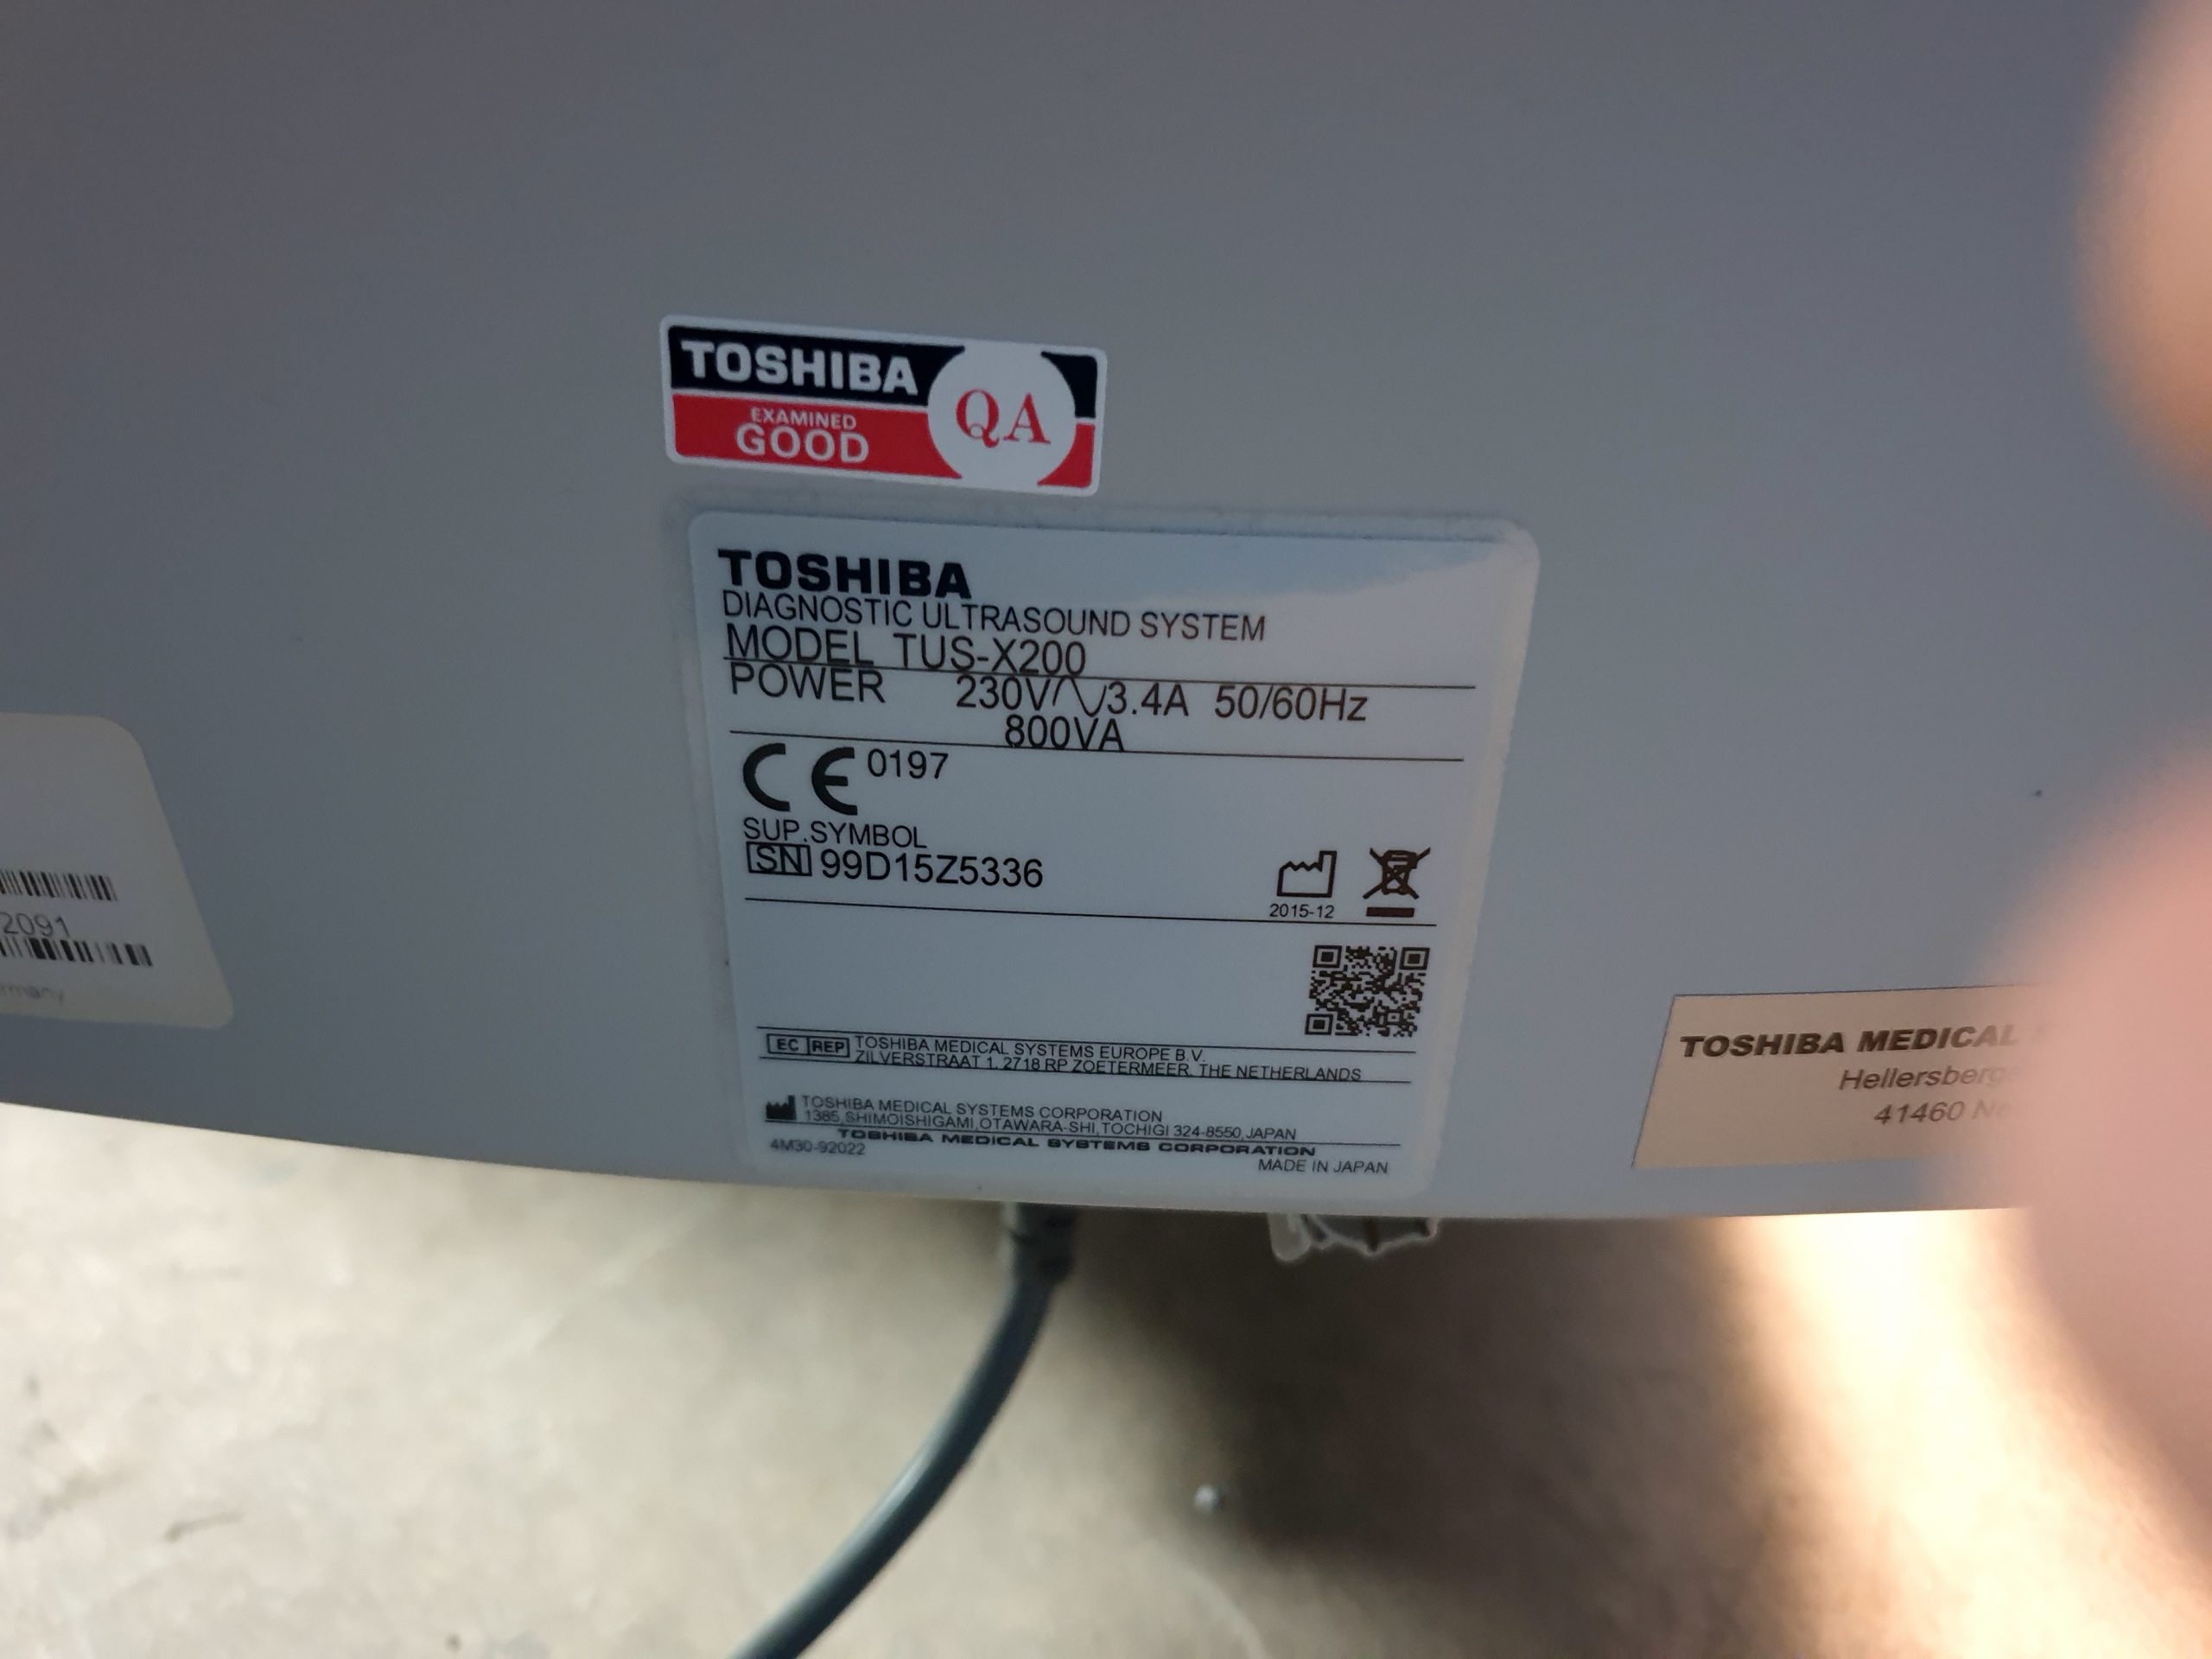 TOSHIBA
EXAMINED
GOOD
QA
TOSHIBA
DIAGNOSTIC ULTRASOUND SYSTEM
MODEL TUS-X200
POWER 230V∿3.4A 50/60Hz
800VA
CE 0197
SUP.SYMBOL
SN 99D15Z5336
2015-12
EC REP TOSHIBA MEDICAL SYSTEMS EUROPE B.V.
ZILVERSTRAAT 1, 2718 RP ZOETERMEER, THE NETHERLANDS
TOSHIBA MEDICAL SYSTEMS CORPORATION
1385,SHIMOISHIGAMI,OTAWARA-SHI,TOCHIGI 324-8550,JAPAN
TOSHIBA MEDICAL SYSTEMS CORPORATION
4M30-92022
MADE IN JAPAN
2091
TOSHIBA MEDICAL
41460